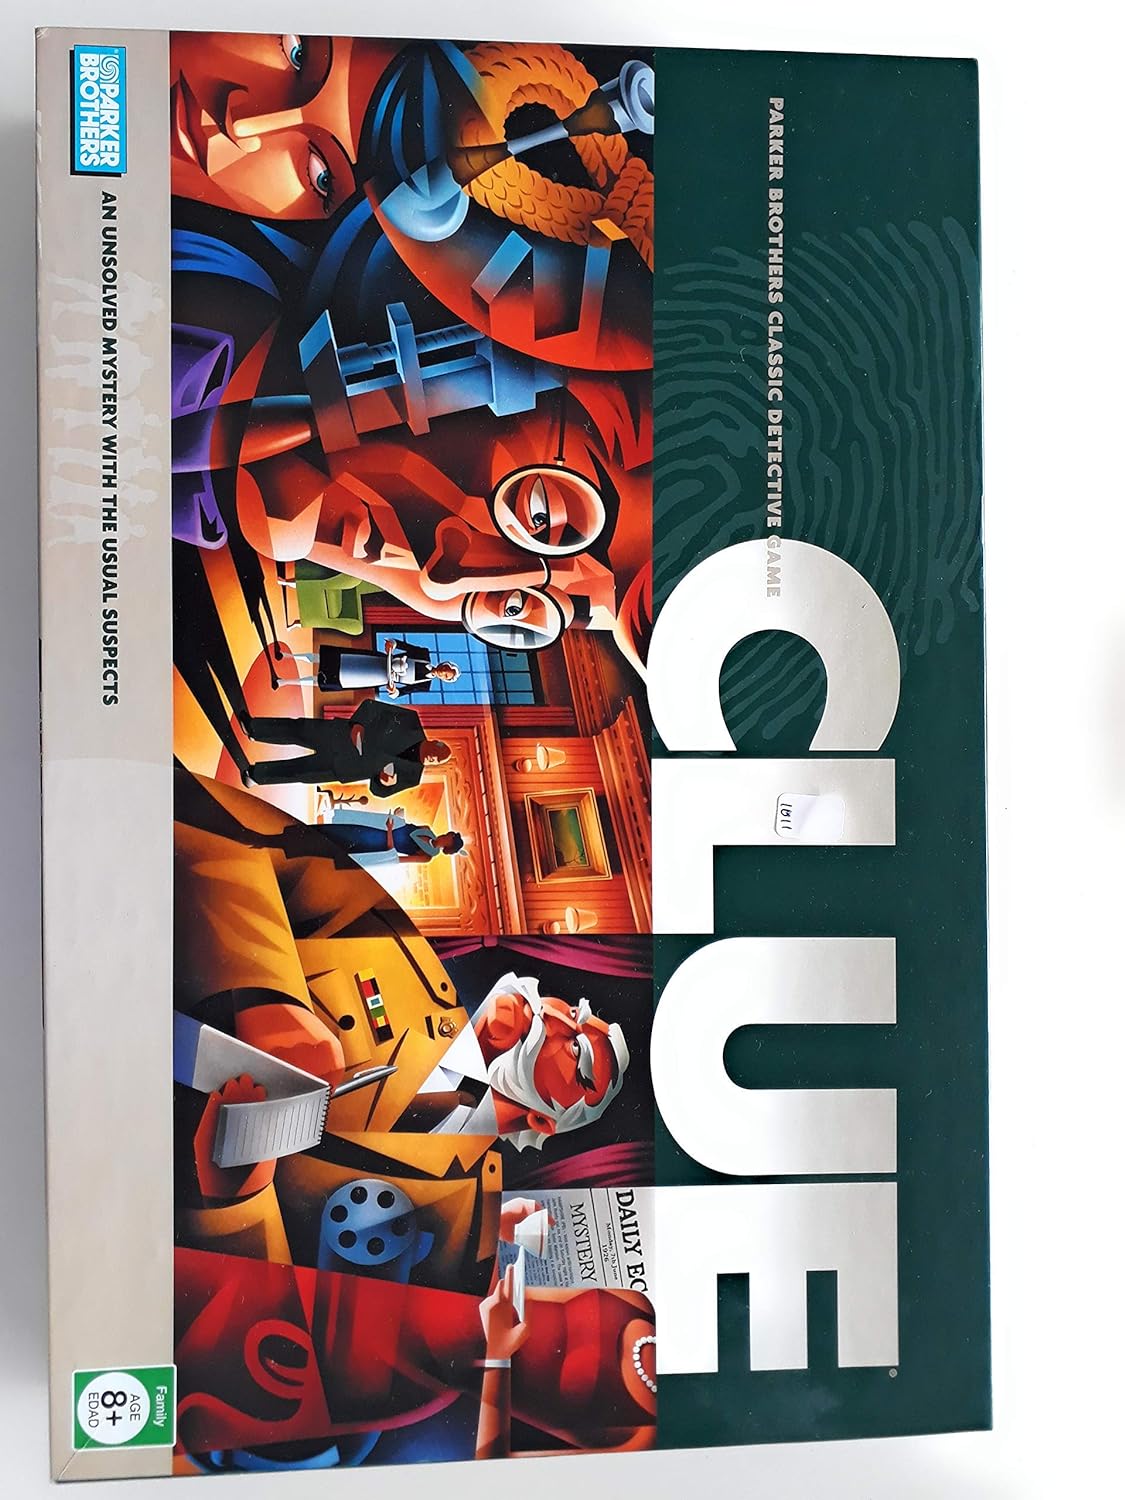 CLUE®
1011
PARKER BROTHERS CLASSIC DETECTIVE GAME
DAILY EC
Monday, 7th June
1926
MYSTERY
PARKER
BROTHERS
AN UNSOLVED MYSTERY WITH THE USUAL SUSPECTS
Family
AGE
8+
EDAD